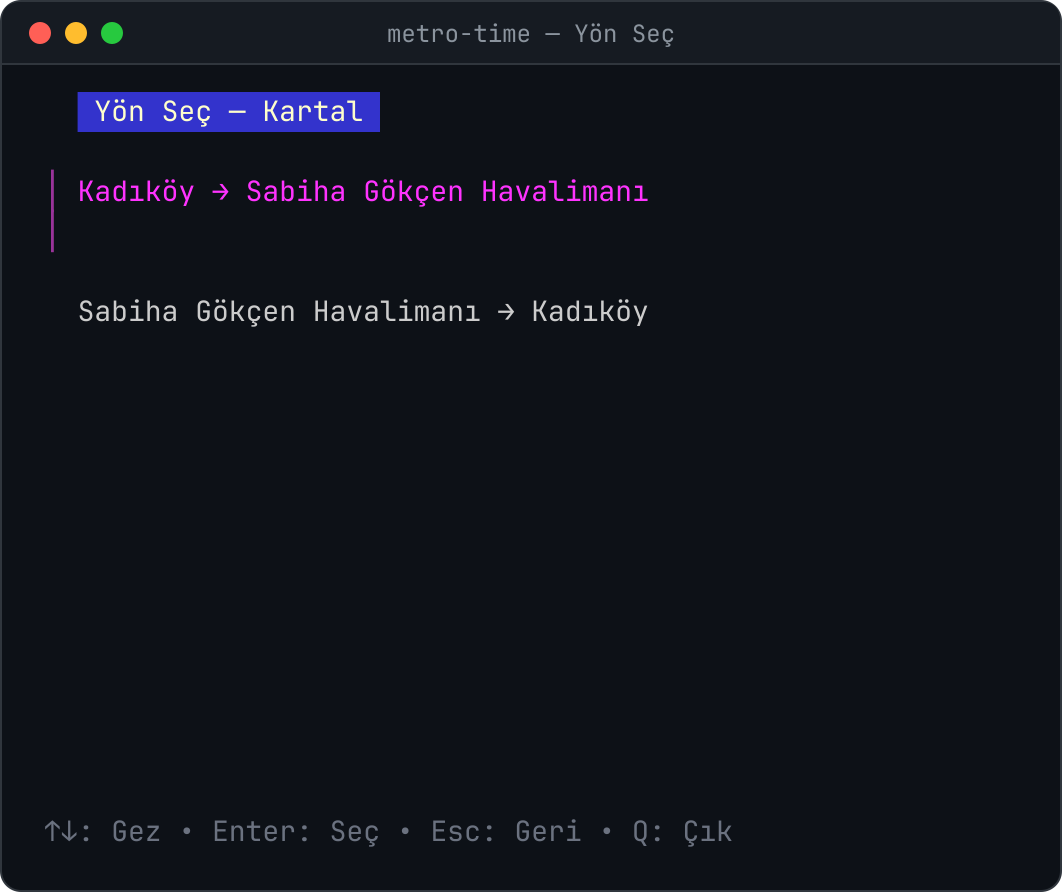 metro-time — Yön Seç
Yön Seç — Kartal
Kadıköy → Sabiha Gökçen Havalimanı
Sabiha Gökçen Havalimanı → Kadıköy
↑↓: Gez • Enter: Seç • Esc: Geri • Q: Çık